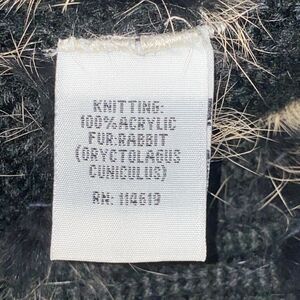 KNITTING:
100% ACRYLIC
FUR:RABBIT
(ORYCTOLAGUS
CUNICULUS)
RN: 114619